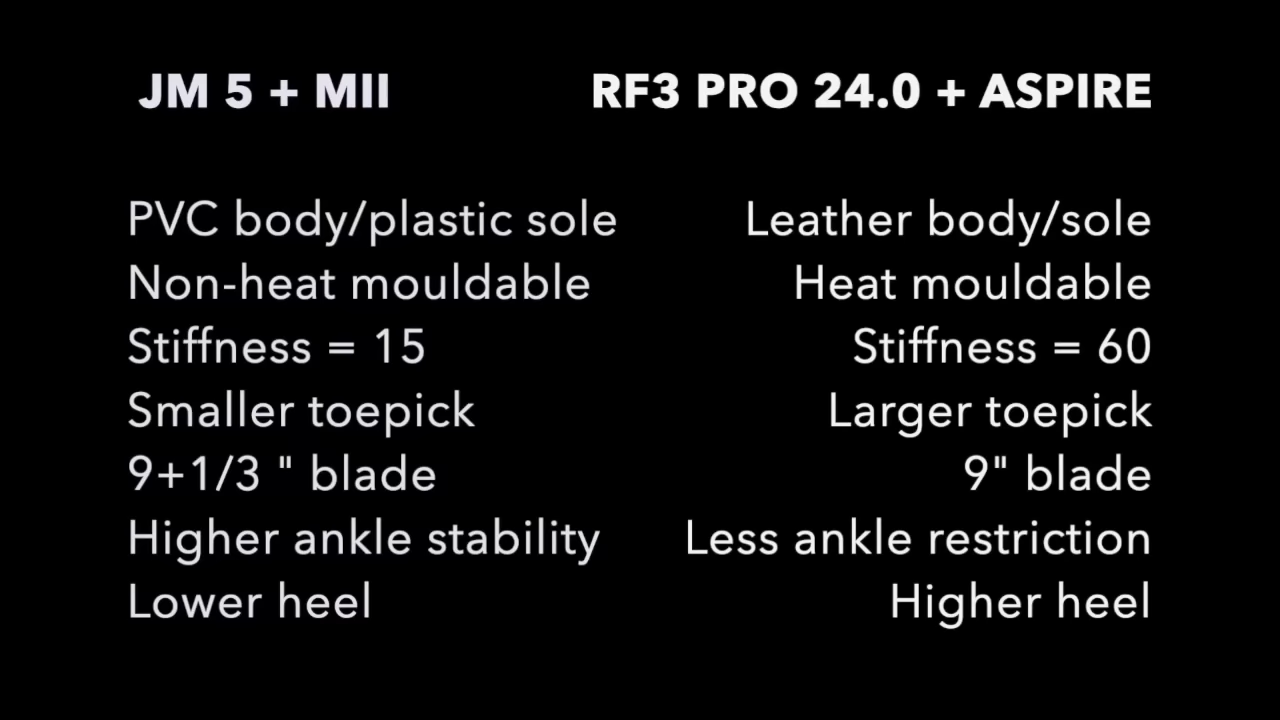 JM 5 + MII RF3 PRO 24.0 + ASPIRE
PVC body/plastic sole Leather body/sole
Non-heat mouldable Heat mouldable
Stiffness = 15 Stiffness = 60
Smaller toepick Larger toepick
9+1/3 " blade 9" blade
Higher ankle stability Less ankle restriction
Lower heel Higher heel